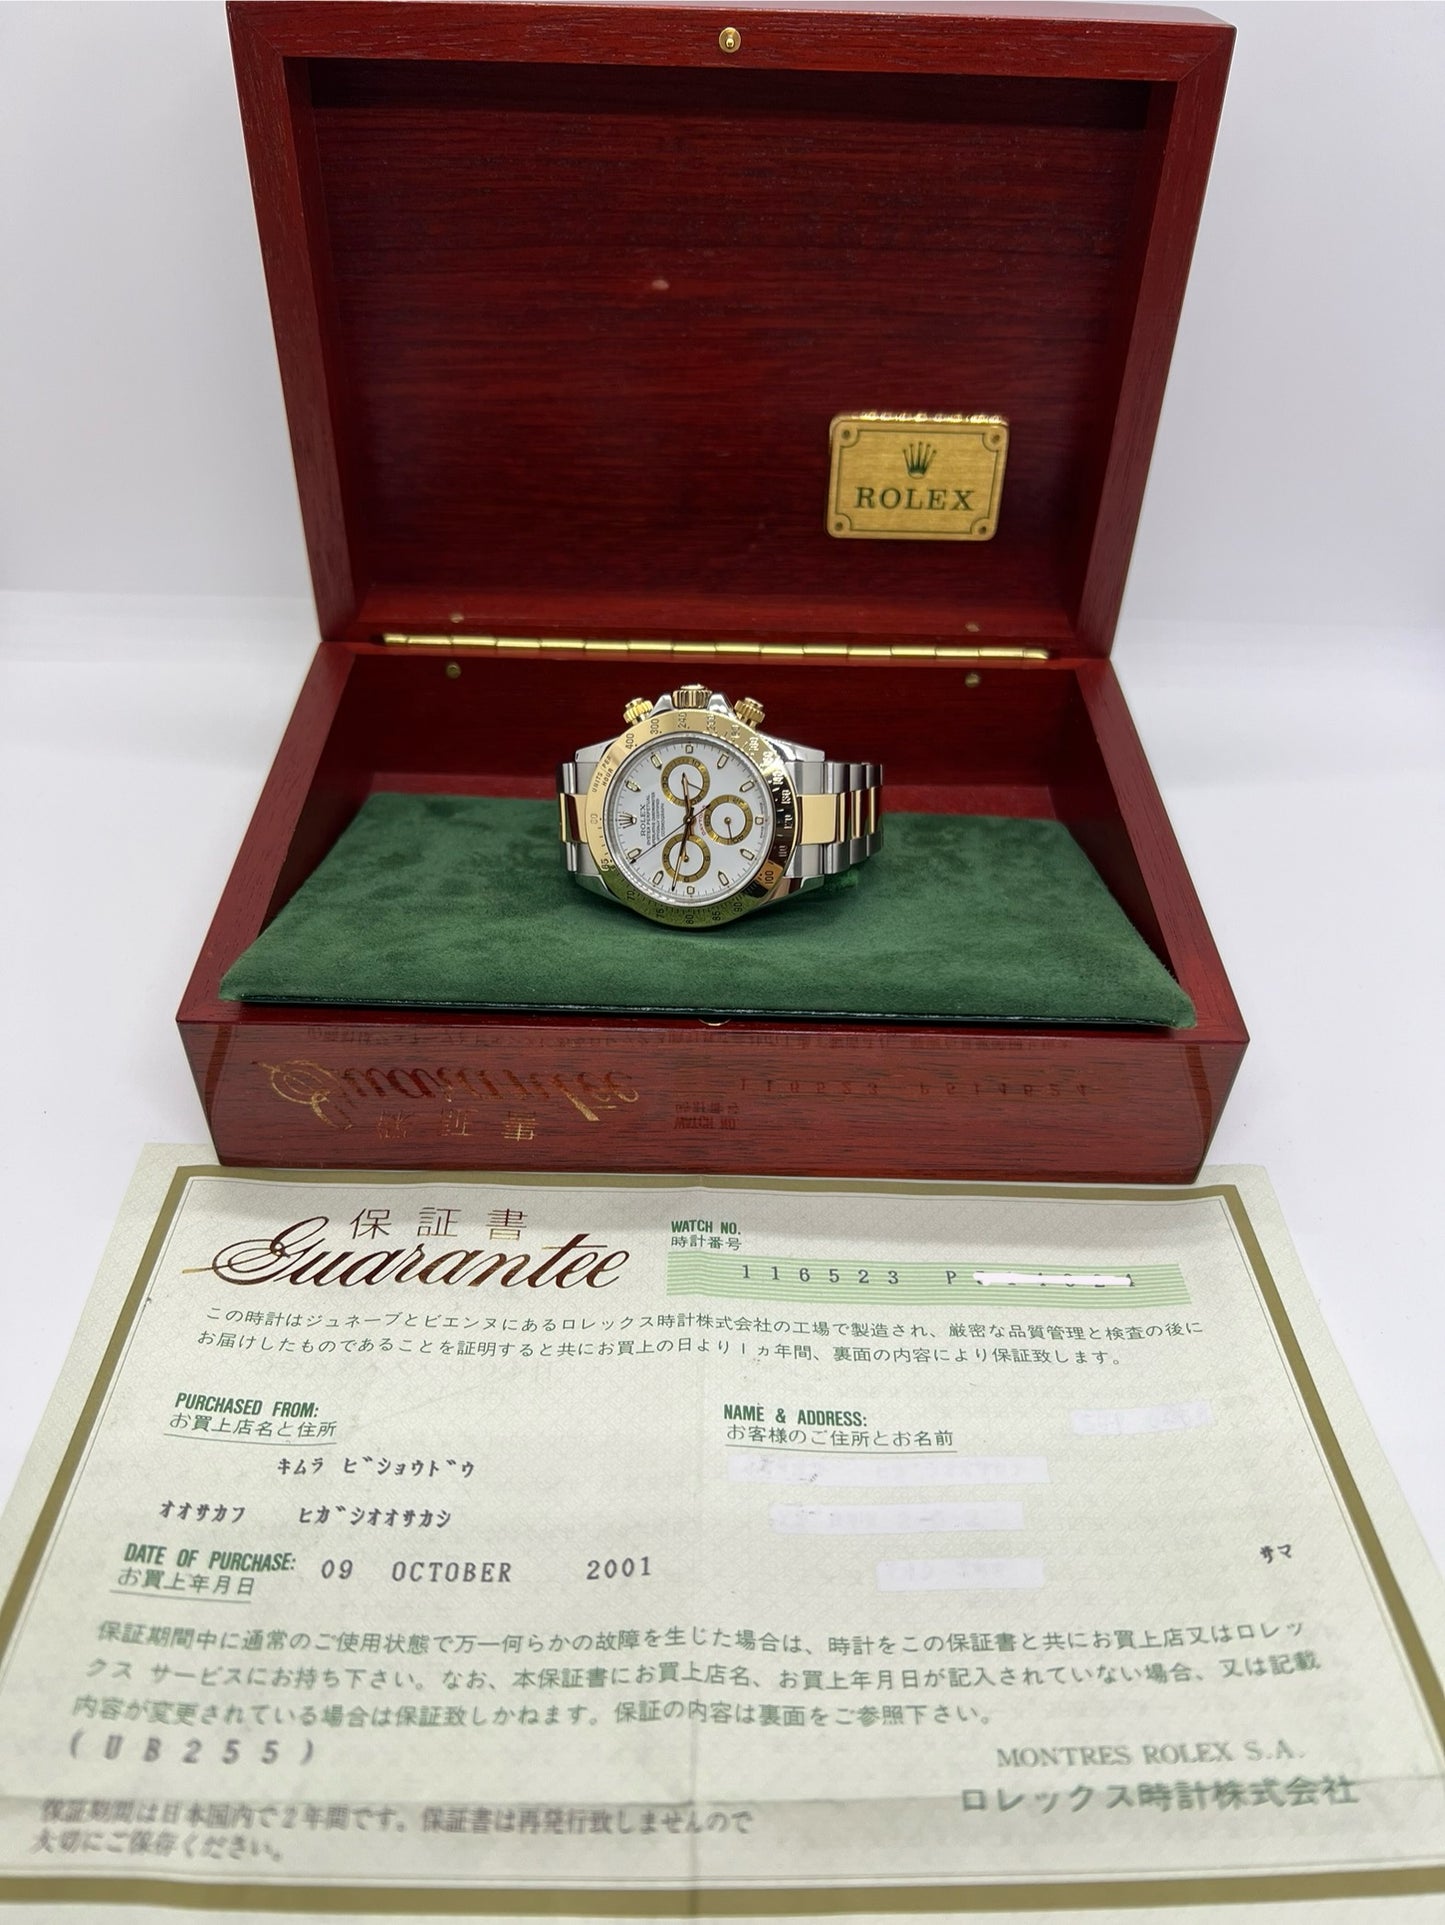 ROLEX
ROLEX
UNITS PER HOUR
400
300
240
100
90
85
80
75
70
65
保証書
Guarantee
WATCH NO.
時計番号
116523 P
この時計はジュネーブとビエンヌにあるロレックス時計株式会社の工場で製造され、厳密な品質管理と検査の後に
お届けしたものであることを証明すると共にお買上の日より1ヵ年間、裏面の内容により保証致します。
PURCHASED FROM:
お買上店名と住所
キムラ ビショウドウ
オオサカフ ヒガシオオサカシ
NAME & ADDRESS:
お客様のご住所とお名前
サマ
DATE OF PURCHASE: 09 OCTOBER 2001
お買上年月日
保証期間中に通常のご使用状態で万一何らかの故障を生じた場合は、時計をこの保証書と共にお買上店又はロレッ
クス サービスにお持ち下さい。なお、本保証書にお買上店名、お買上年月日が記入されていない場合、又は記載
内容が変更されている場合は保証致しかねます。保証の内容は裏面をご参照下さい。
(UB255)
MONTRES ROLEX S.A.
ロレックス時計株式会社
保証期間は日本国内で2年間です。保証書は再発行致しませんので
大切にご保存ください。